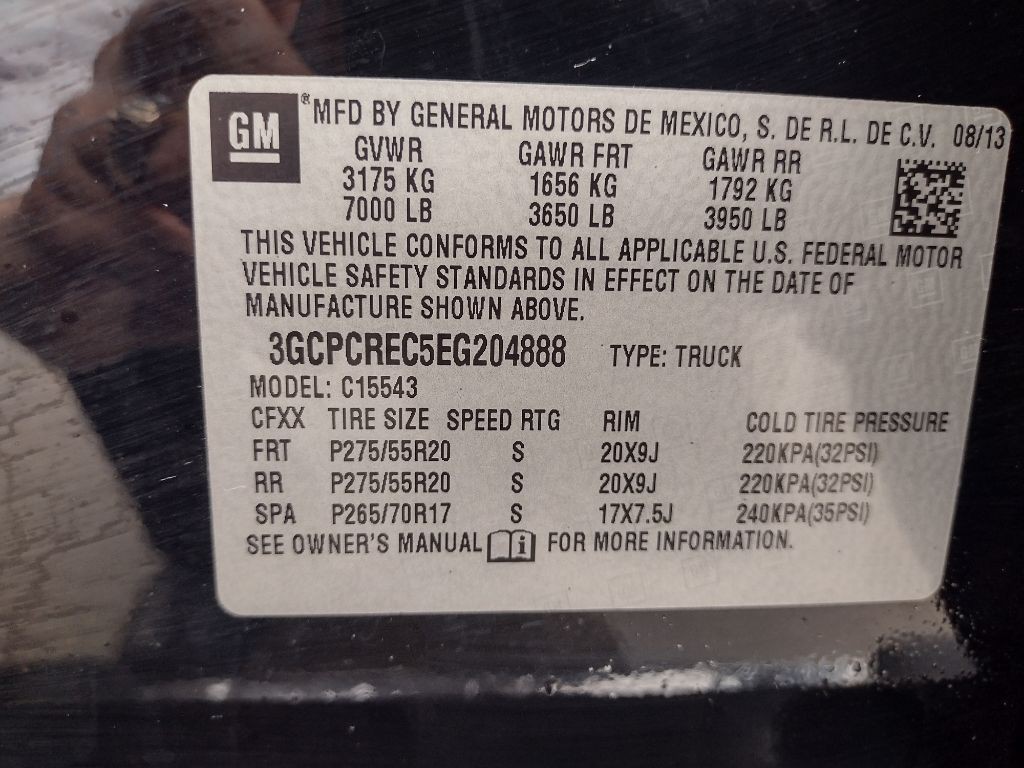 GM ® MFD BY GENERAL MOTORS DE MEXICO, S. DE R.L. DE C.V. 08/13
GVWR GAWR FRT GAWR RR
3175 KG 1656 KG 1792 KG
7000 LB 3650 LB 3950 LB
THIS VEHICLE CONFORMS TO ALL APPLICABLE U.S. FEDERAL MOTOR
VEHICLE SAFETY STANDARDS IN EFFECT ON THE DATE OF
MANUFACTURE SHOWN ABOVE.
3GCPCREC5EG204888 TYPE: TRUCK
MODEL: C15543
CFXX TIRE SIZE SPEED RTG RIM COLD TIRE PRESSURE
FRT P275/55R20 S 20X9J 220KPA(32PSI)
RR P275/55R20 S 20X9J 220KPA(32PSI)
SPA P265/70R17 S 17X7.5J 240KPA(35PSI)
SEE OWNER'S MANUAL i FOR MORE INFORMATION.